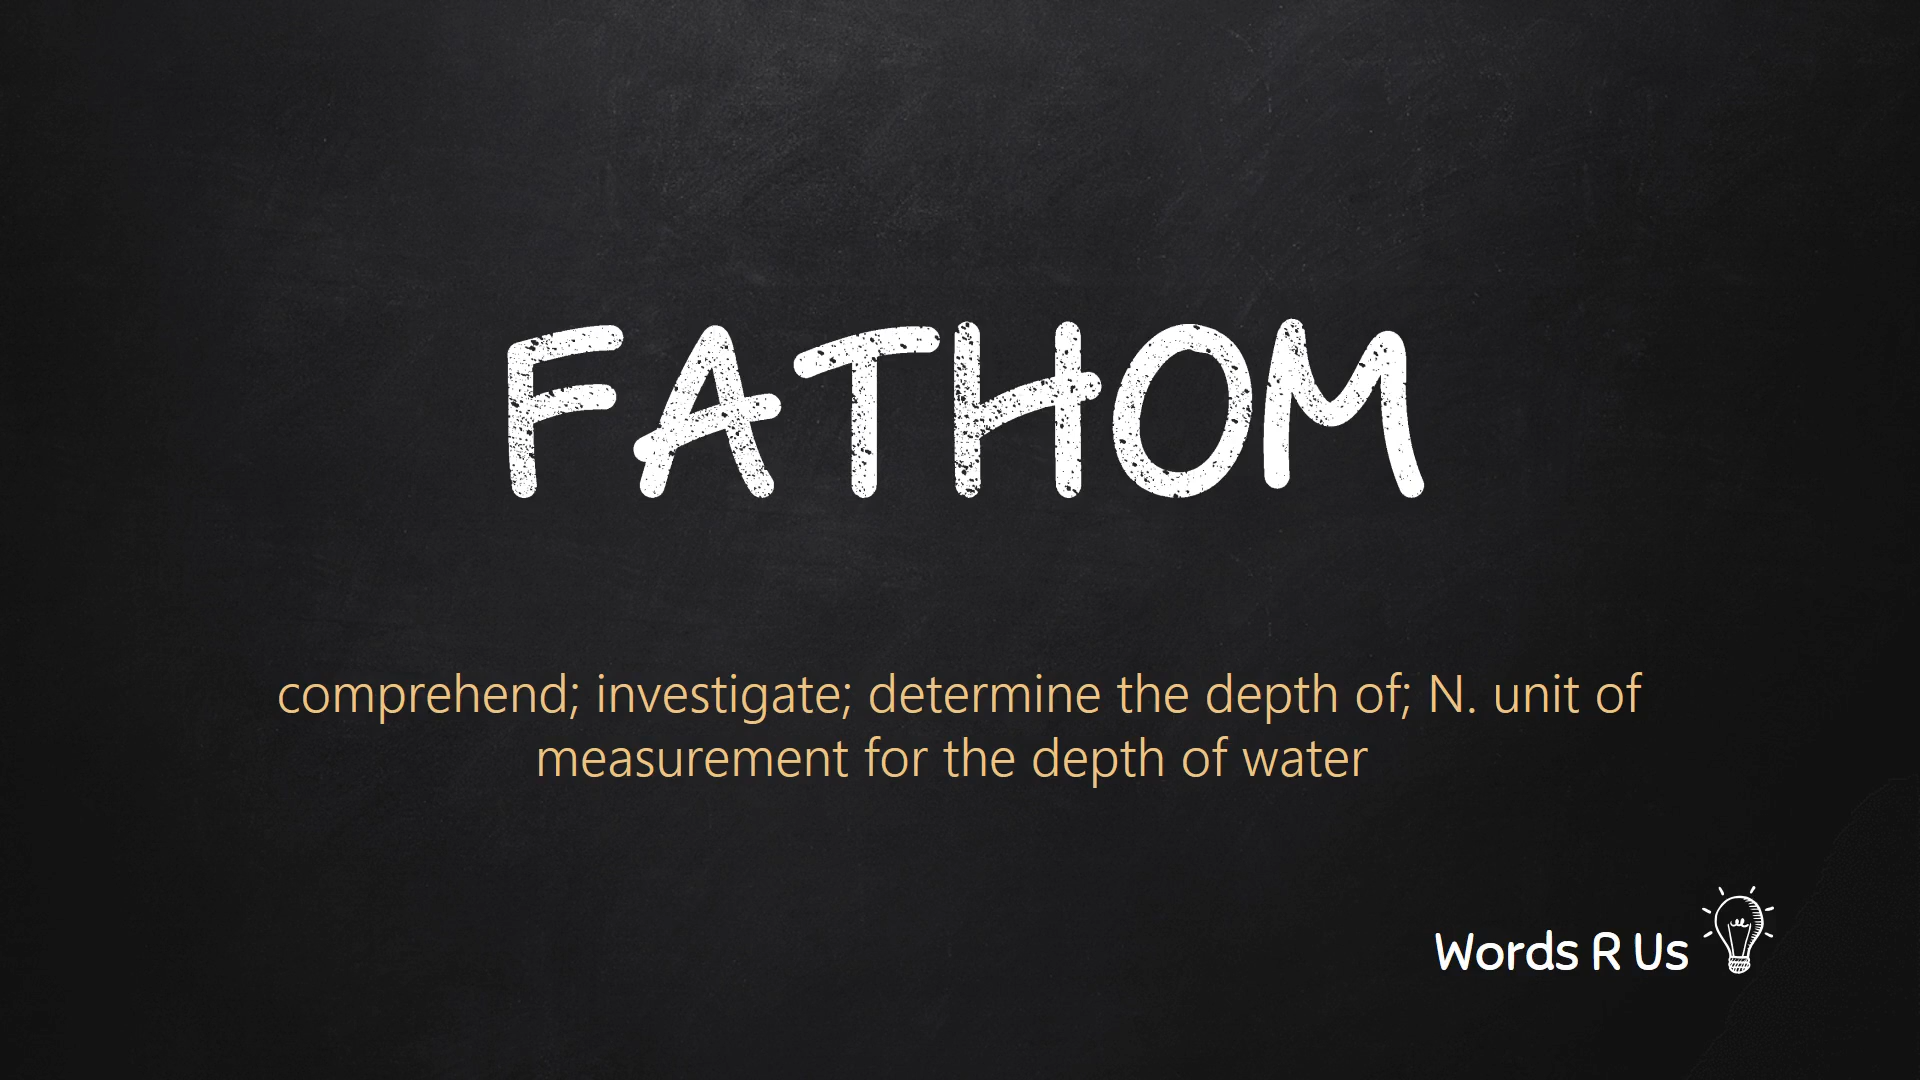 FATHOM
comprehend; investigate; determine the depth of; N. unit of
measurement for the depth of water
Words R Us